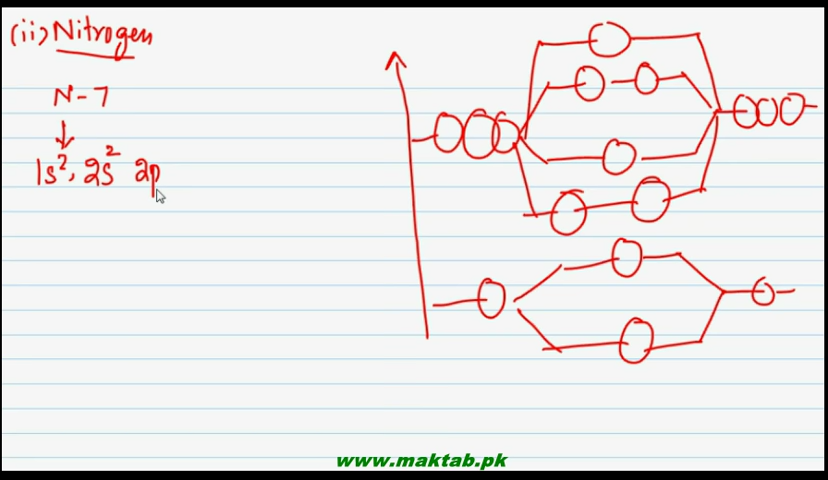 (ii) Nitrogen
N-7
1s², 2s² 2p
www.maktab.pk